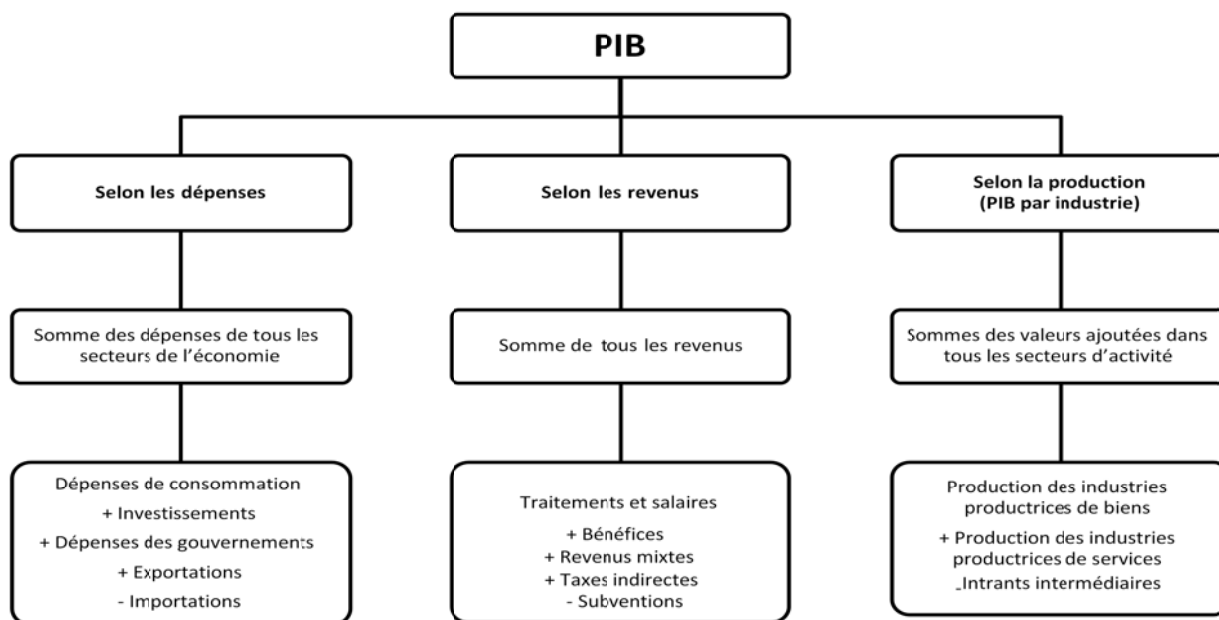 PIB
Selon les dépenses
Selon les revenus
Selon la production
(PIB par industrie)
Somme des dépenses de tous les
secteurs de l'économie
Somme de tous les revenus
Sommes des valeurs ajoutées dans
tous les secteurs d'activité
Dépenses de consommation
+ Investissements
+ Dépenses des gouvernements
+ Exportations
- Importations
Traitements et salaires
+ Bénéfices
+ Revenus mixtes
+ Taxes indirectes
- Subventions
Production des industries
productrices de biens
+ Production des industries
productrices de services
-Intrants intermédiaires